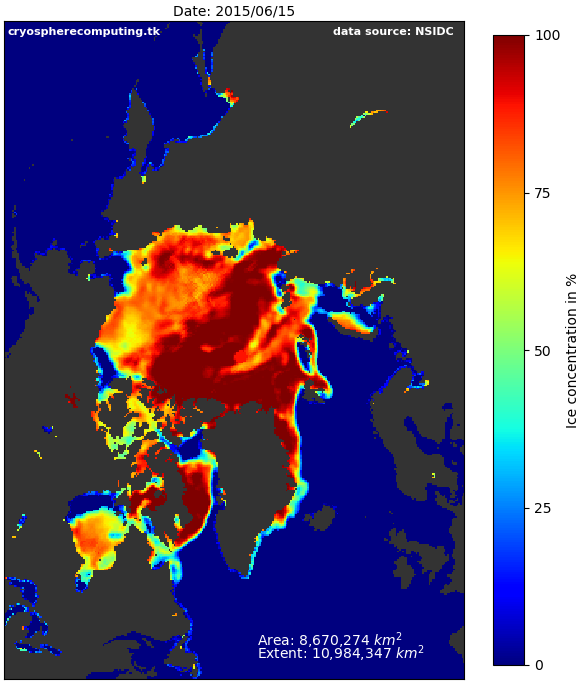 Date: 2015/06/15
cryospherecomputing.tk
data source: NSIDC
100
75
50
25
0
Ice concentration in %
Area: 8,670,274 km²
Extent: 10,984,347 km²